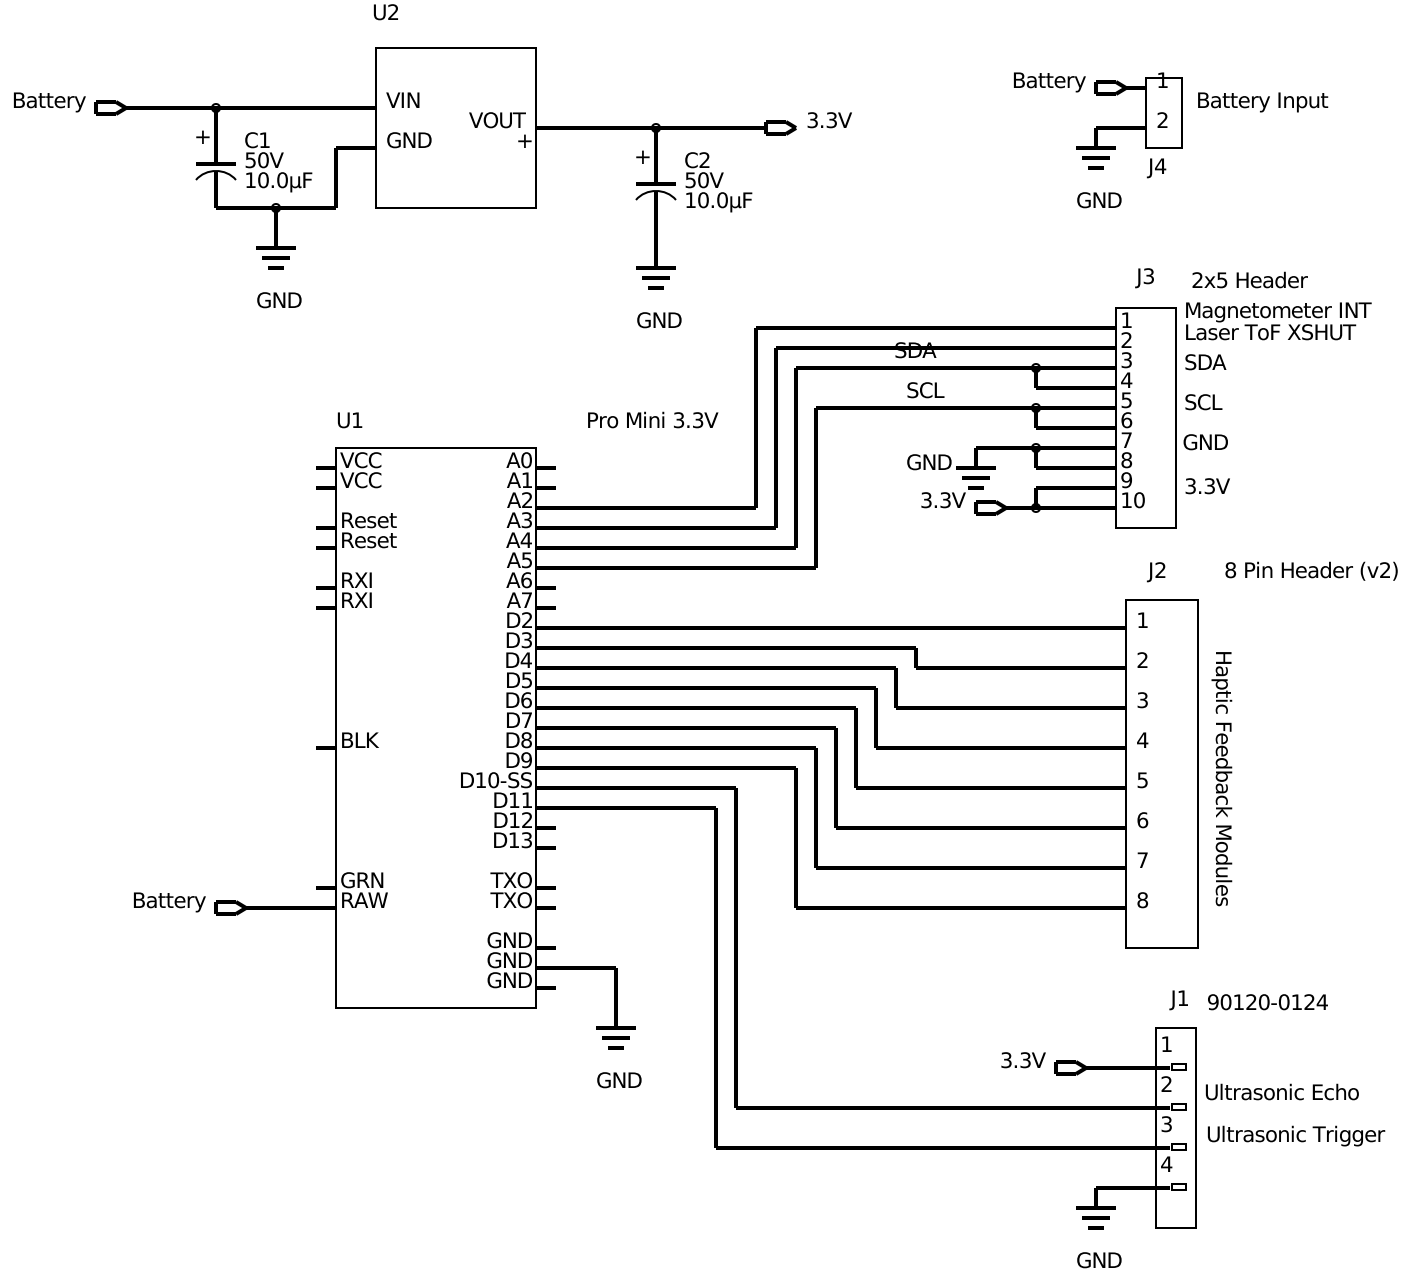 U2
Battery
VIN
GND
VOUT
+
3.3V
+
C1
50V
10.0µF
GND
+
C2
50V
10.0µF
GND
Battery
1
2
Battery Input
J4
GND
J3
2x5 Header
Magnetometer INT
Laser ToF XSHUT
SDA
SCL
GND
3.3V
1
2
3
4
5
6
7
8
9
10
SDA
SCL
GND
3.3V
U1
Pro Mini 3.3V
VCC
VCC
Reset
Reset
RXI
RXI
BLK
GRN
RAW
Battery
A0
A1
A2
A3
A4
A5
A6
A7
D2
D3
D4
D5
D6
D7
D8
D9
D10-SS
D11
D12
D13
TXO
TXO
GND
GND
GND
GND
J2
8 Pin Header (v2)
1
2
3
4
5
6
7
8
Haptic Feedback Modules
J1
90120-0124
3.3V
1
2
3
4
Ultrasonic Echo
Ultrasonic Trigger
GND